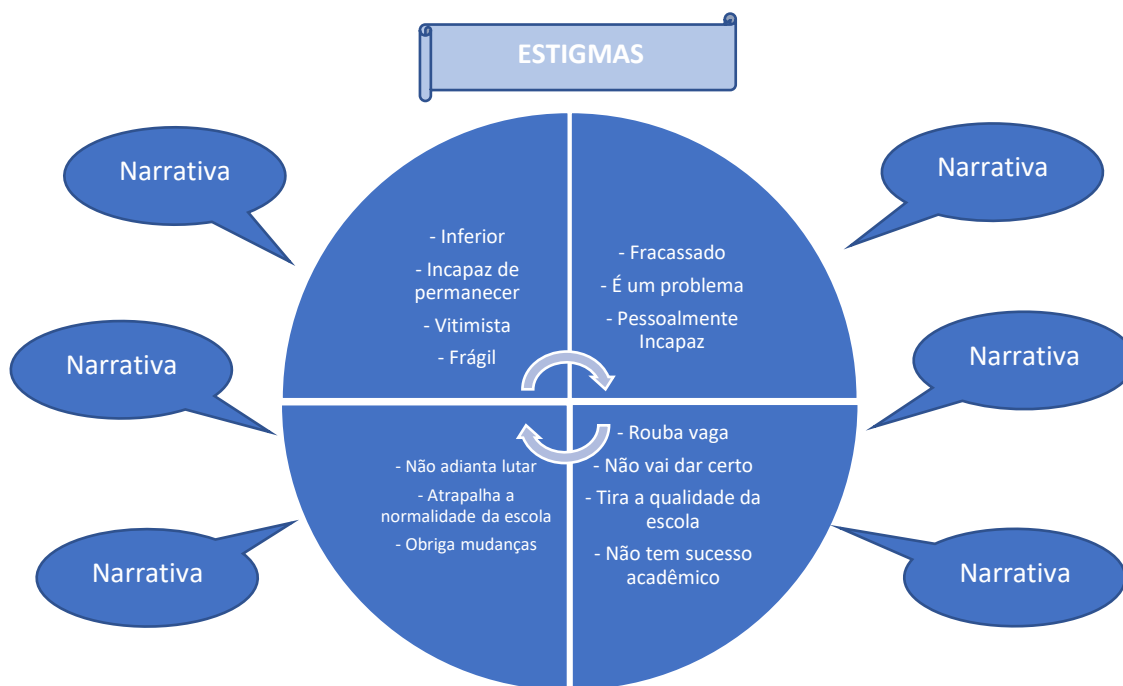 ESTIGMAS
Narrativa
Narrativa
- Inferior
- Incapaz de
permanecer
- Vitimista
- Frágil
- Fracassado
- É um problema
- Pessoalmente
Incapaz
Narrativa
Narrativa
- Não adianta lutar
- Atrapalha a
normalidade da escola
- Obriga mudanças
- Rouba vaga
- Não vai dar certo
- Tira a qualidade da
escola
- Não tem sucesso
acadêmico
Narrativa
Narrativa